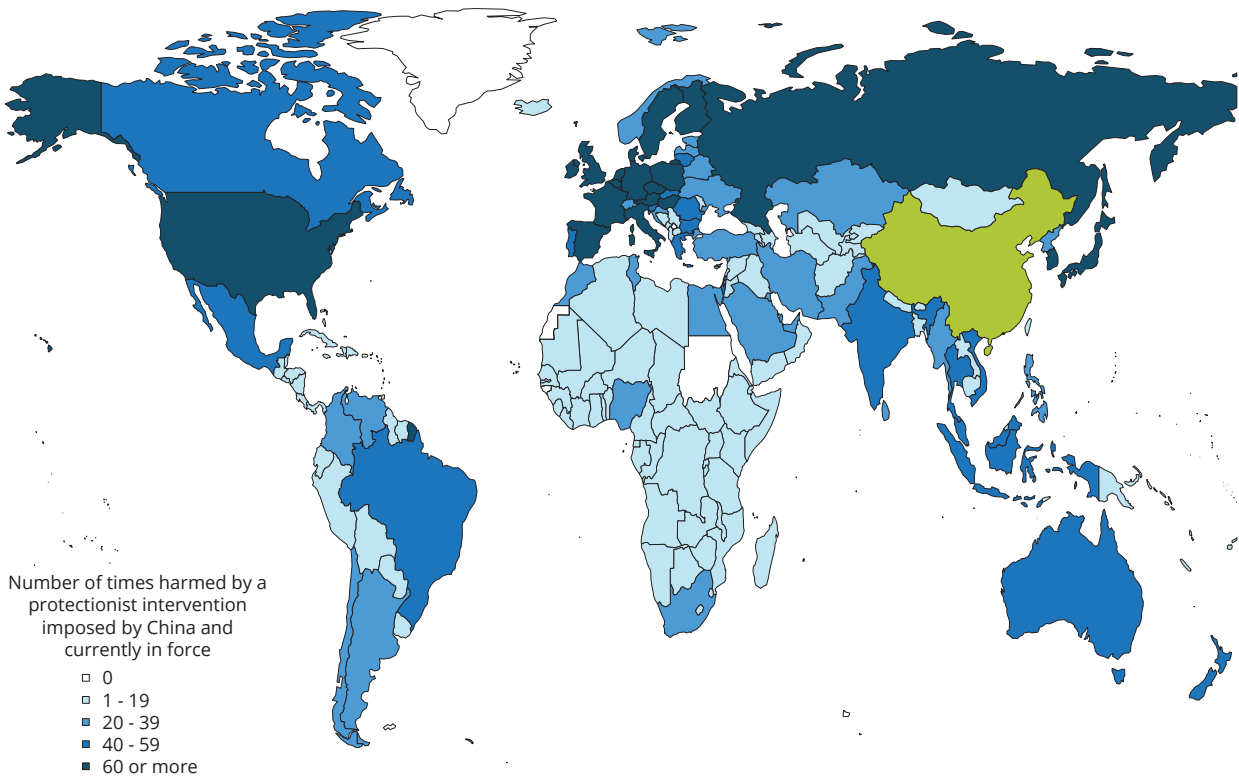 Number of times harmed by a
protectionist intervention
imposed by China and
currently in force
0
1 - 19
20 - 39
40 - 59
60 or more